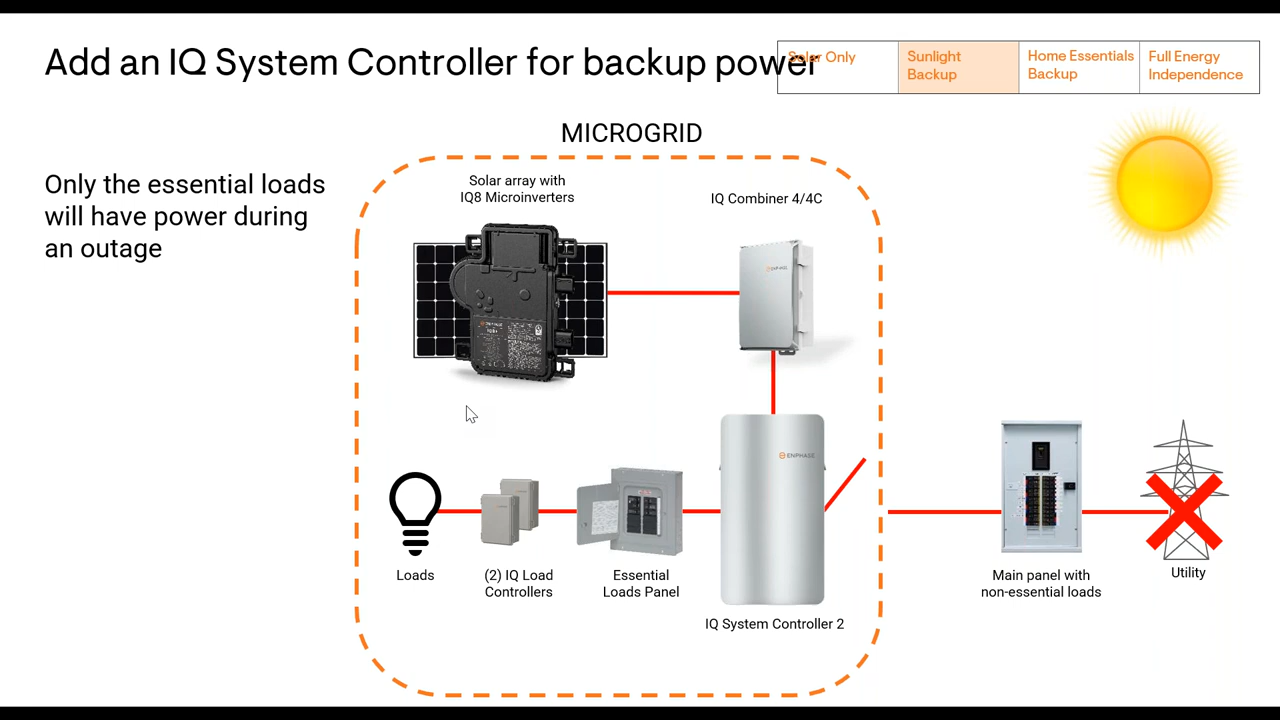 Add an IQ System Controller for backup power
Solar Only
Sunlight
Backup
Home Essentials
Backup
Full Energy
Independence
MICROGRID
Only the essential loads
will have power during
an outage
Solar array with
IQ8 Microinverters
IQ Combiner 4/4C
ENPHASE
ENPHASE
Loads
(2) IQ Load
Controllers
Essential
Loads Panel
IQ System Controller 2
Main panel with
non-essential loads
Utility